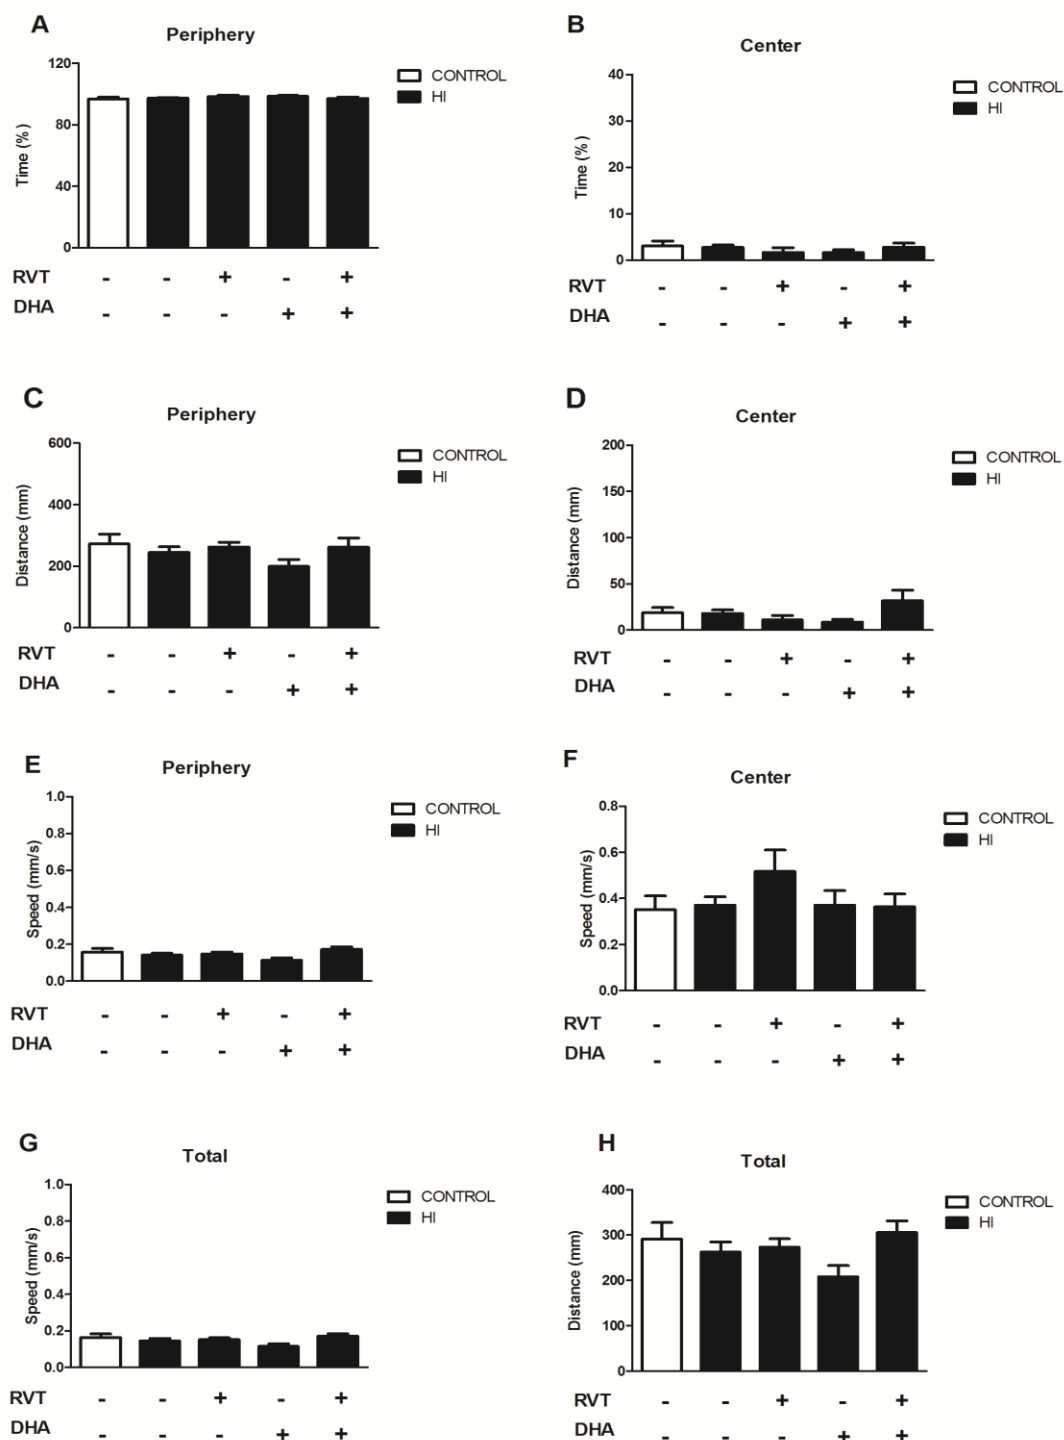 A
Periphery
120
80
40
0
Time (%)
CONTROL
HI
RVT - - + - +
DHA - - - + +
B
Center
40
30
20
10
0
Time (%)
CONTROL
HI
RVT - - + - +
DHA - - - + +
C
Periphery
600
400
200
0
Distance (mm)
CONTROL
HI
RVT - - + - +
DHA - - - + +
D
Center
200
150
100
50
0
Distance (mm)
CONTROL
HI
RVT - - + - +
DHA - - - + +
E
Periphery
1.0
0.8
0.6
0.4
0.2
0.0
Speed (mm/s)
CONTROL
HI
RVT - - + - +
DHA - - - + +
F
Center
0.8
0.6
0.4
0.2
0.0
Speed (mm/s)
CONTROL
HI
RVT - - + - +
DHA - - - + +
G
Total
1.0
0.8
0.6
0.4
0.2
0.0
Speed (mm/s)
CONTROL
HI
RVT - - + - +
DHA - - - + +
H
Total
400
300
200
100
0
Distance (mm)
CONTROL
HI
RVT - - + - +
DHA - - - + +